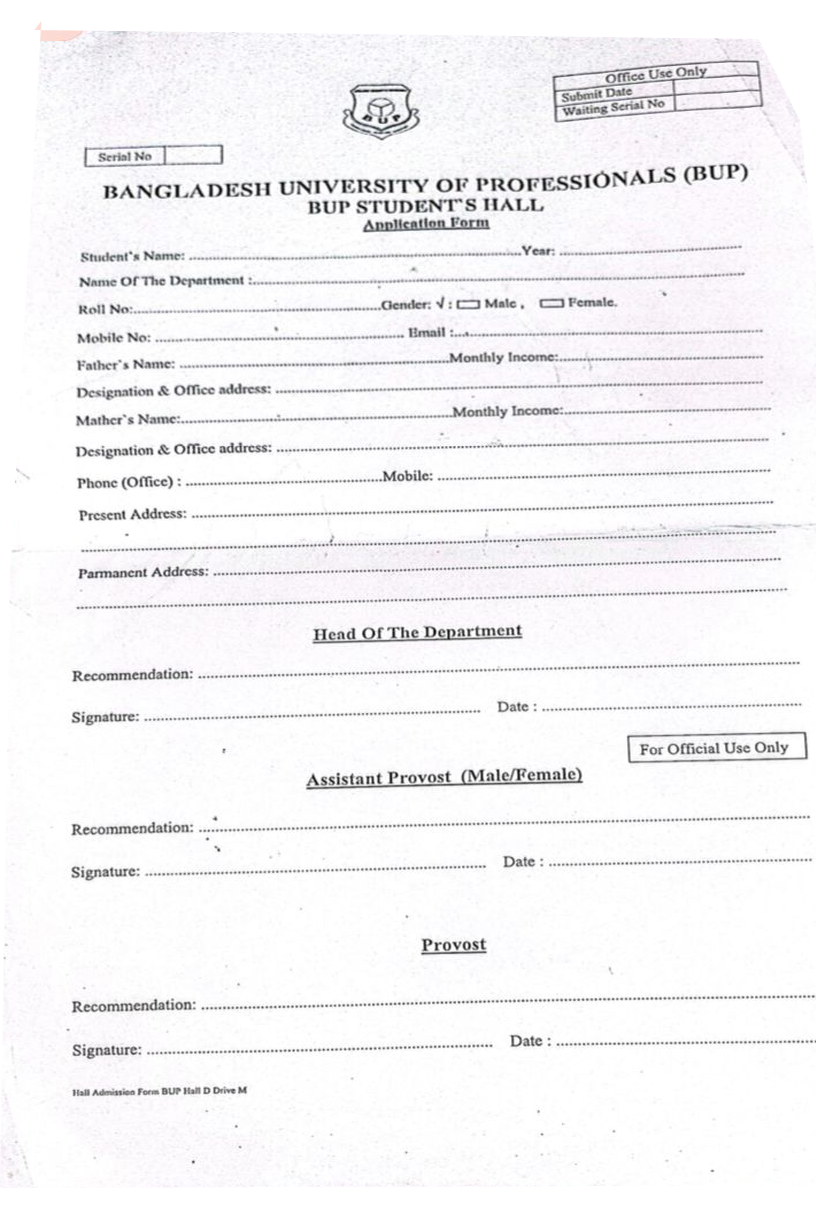 Office Use Only
Submit Date
Waiting Serial No
BUP
Serial No
BANGLADESH UNIVERSITY OF PROFESSIONALS (BUP)
BUP STUDENT'S HALL
Application Form
Student's Name: ..........Year: ..........
Name Of The Department :..........
Roll No:..........Gender: √ : Male , Female.
Mobile No: .......... Email :..........
Father's Name: ..........Monthly Income:..........
Designation & Office address: ..........
Mather's Name:..........Monthly Income:..........
Designation & Office address: ..........
Phone (Office) : ..........Mobile: ..........
Present Address: ..........
..........
Parmanent Address: ..........
..........
Head Of The Department
Recommendation: ..........
Signature: .......... Date : ..........
For Official Use Only
Assistant Provost (Male/Female)
Recommendation: ..........
Signature: .......... Date : ..........
Provost
Recommendation: ..........
Signature: .......... Date : ..........
Hall Admission Form BUP Hall D Drive M